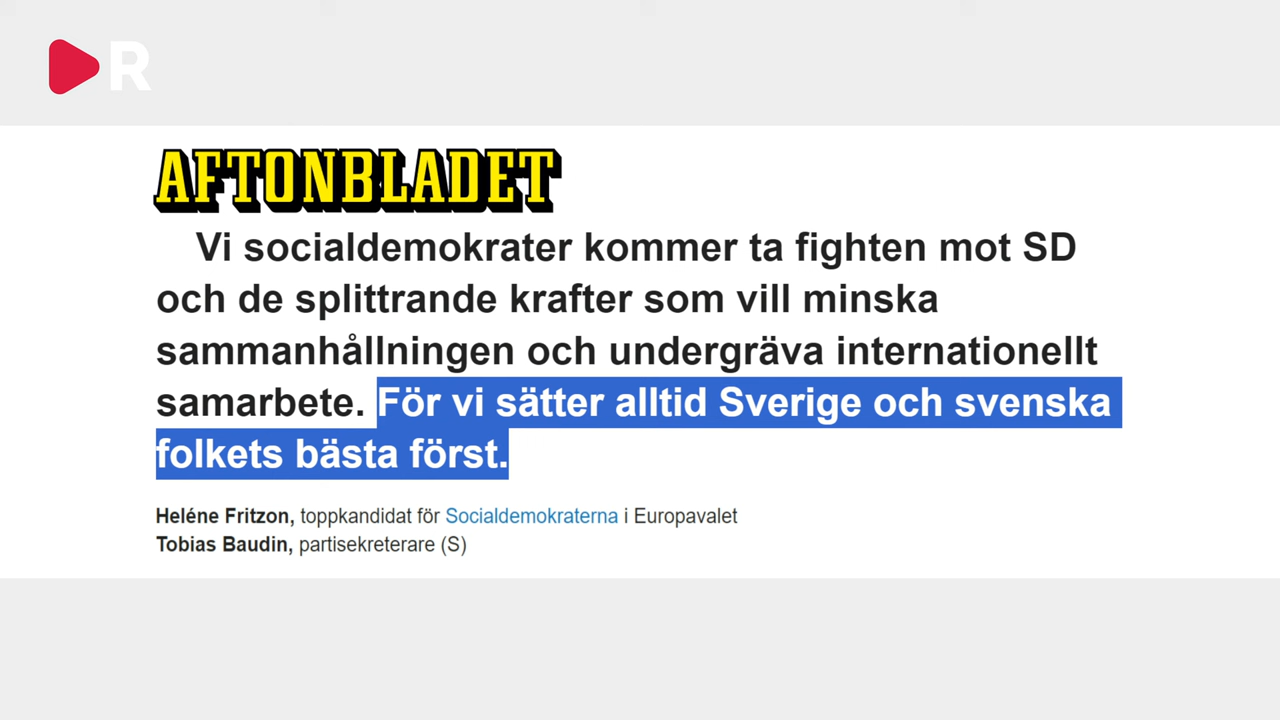 R
AFTONBLADET
Vi socialdemokrater kommer ta fighten mot SD
och de splittrande krafter som vill minska
sammanhållningen och undergräva internationellt
samarbete. För vi sätter alltid Sverige och svenska
folkets bästa först.
Heléne Fritzon, toppkandidat för Socialdemokraterna i Europavalet
Tobias Baudin, partisekreterare (S)